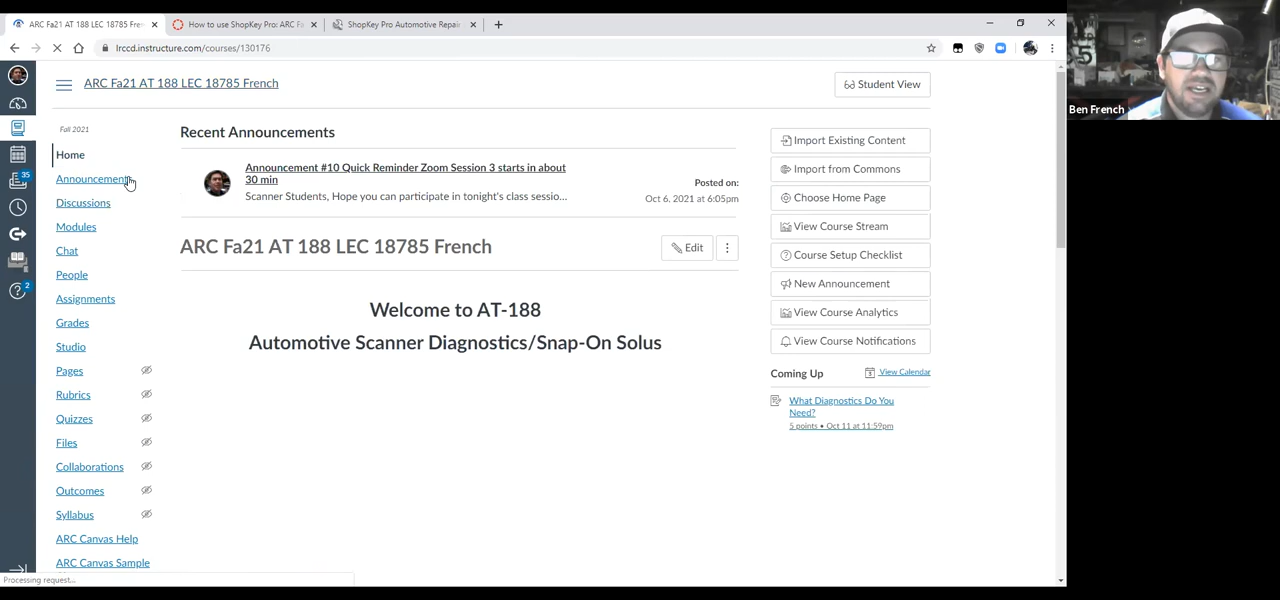 ARC Fa21 AT 188 LEC 18785 Fren
How to use ShopKey Pro: ARC Fa
ShopKey Pro Automotive Repair
lrccd.instructure.com/courses/130176
ARC Fa21 AT 188 LEC 18785 French
Student View
Ben French
Fall 2021
Home
Announcements
Discussions
Modules
Chat
People
Assignments
Grades
Studio
Pages
Rubrics
Quizzes
Files
Collaborations
Outcomes
Syllabus
ARC Canvas Help
ARC Canvas Sample
35
2
Recent Announcements
Announcement #10 Quick Reminder Zoom Session 3 starts in about
30 min
Scanner Students, Hope you can participate in tonight's class sessio...
Posted on:
Oct 6, 2021 at 6:05pm
ARC Fa21 AT 188 LEC 18785 French
Edit
Welcome to AT-188
Automotive Scanner Diagnostics/Snap-On Solus
Import Existing Content
Import from Commons
Choose Home Page
View Course Stream
Course Setup Checklist
New Announcement
View Course Analytics
View Course Notifications
Coming Up
View Calendar
What Diagnostics Do You
Need?
5 points • Oct 11 at 11:59pm
Processing request...